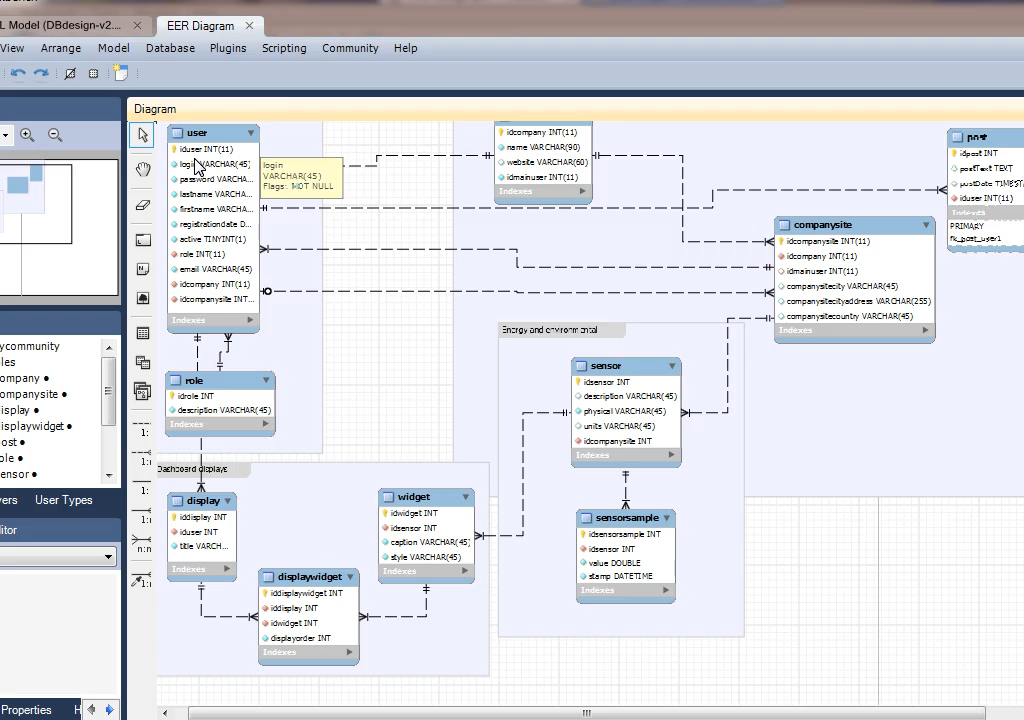 L Model (DBdesign-v2...
EER Diagram
View Arrange Model Database Plugins Scripting Community Help
Diagram
user
iduser INT(11)
login VARCHAR(45)
password VARCHA...
lastname VARCHA...
firstname VARCHA...
registrationdate D...
active TINYINT(1)
role INT(11)
email VARCHAR(45)
idcompany INT(11)
idcompanysite INT...
Indexes
login
VARCHAR(45)
Flags: NOT NULL
idcompany INT(11)
name VARCHAR(90)
website VARCHAR(60)
idmainuser INT(11)
Indexes
post
idpost INT
postText TEXT
postDate TIMEST
iduser INT(11)
Indexes
PRIMARY
fk_post_user1
companysite
idcompanysite INT(11)
idcompany INT(11)
idmainuser INT(11)
companysitecity VARCHAR(45)
companysitecityaddress VARCHAR(255)
companysitecountry VARCHAR(45)
Indexes
role
idrole INT
description VARCHAR(45)
Indexes
Energy and environmental
sensor
idsensor INT
description VARCHAR(45)
physical VARCHAR(45)
units VARCHAR(45)
idcompanysite INT
Indexes
sensorsample
idsensorsample INT
idsensor INT
value DOUBLE
stamp DATETIME
Indexes
Dashboard displays
display
iddisplay INT
iduser INT
title VARCH...
Indexes
widget
idwidget INT
idsensor INT
caption VARCHAR(45)
style VARCHAR(45)
Indexes
displaywidget
iddisplaywidget INT
iddisplay INT
idwidget INT
displayorder INT
Indexes
ycommunity
les
ompany
ompanysite
isplay
isplaywidget
ost
ole
ensor
yers User Types
itor
Properties H
1:
1:n
1:
1:n
n:n
1: